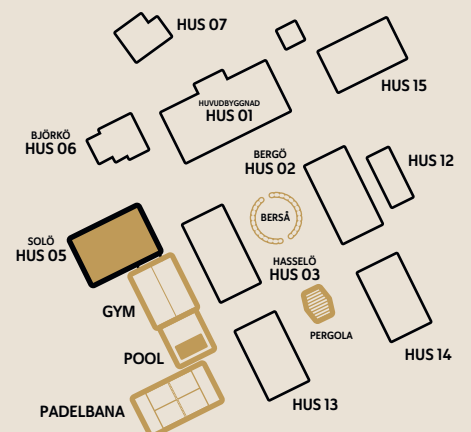 HUS 07
HUS 15
HUVUDBYGGNAD
HUS 01
BJÖRKÖ
HUS 06
BERGÖ
HUS 02
HUS 12
BERSÅ
SOLÖ
HUS 05
HASSELÖ
HUS 03
GYM
PERGOLA
POOL
HUS 14
HUS 13
PADELBANA